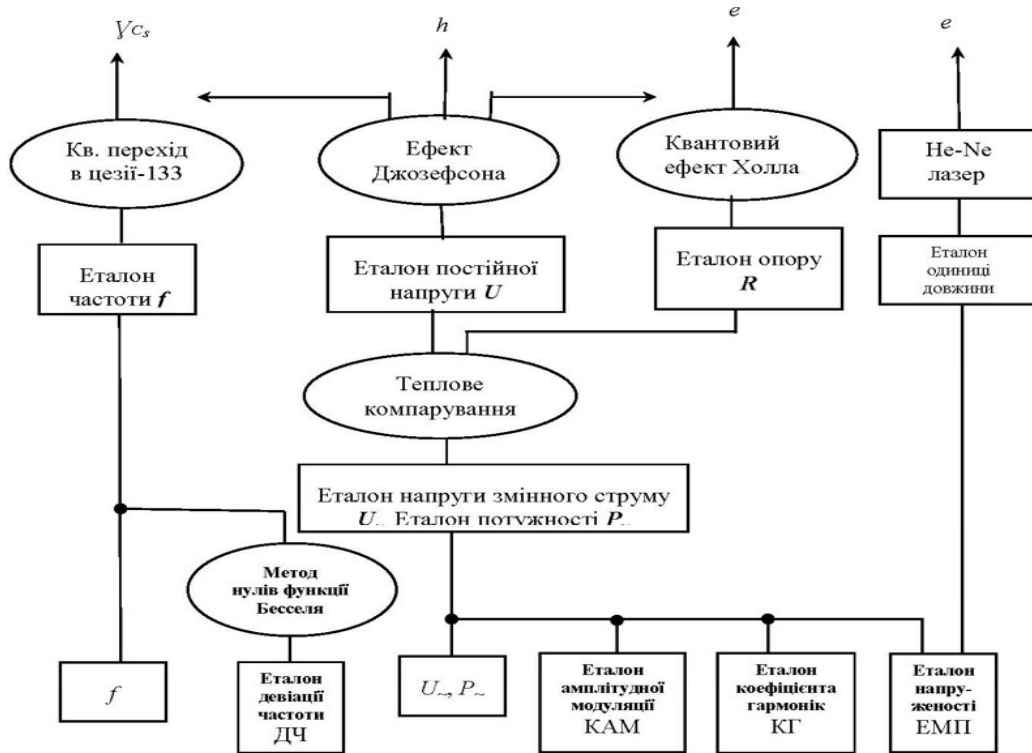 Ɣcₛ
h
e
e
Кв. перехід
в цезії-133
Ефект
Джозефсона
Квантовий
ефект Холла
He-Ne
лазер
Еталон
частоти f
Еталон постійної
напруги U
Еталон опору
R
Еталон
одиниці
довжини
Теплове
компарування
Еталон напруги змінного струму
U~. Еталон потужності P~.
Метод
нулів функції
Бесселя
f
Еталон
девіації
частоти
ДЧ
U~, P~
Еталон
амплітудної
модуляції
КАМ
Еталон
коефіцієнта
гармонік
КГ
Еталон
напру-
женості
ЕМП